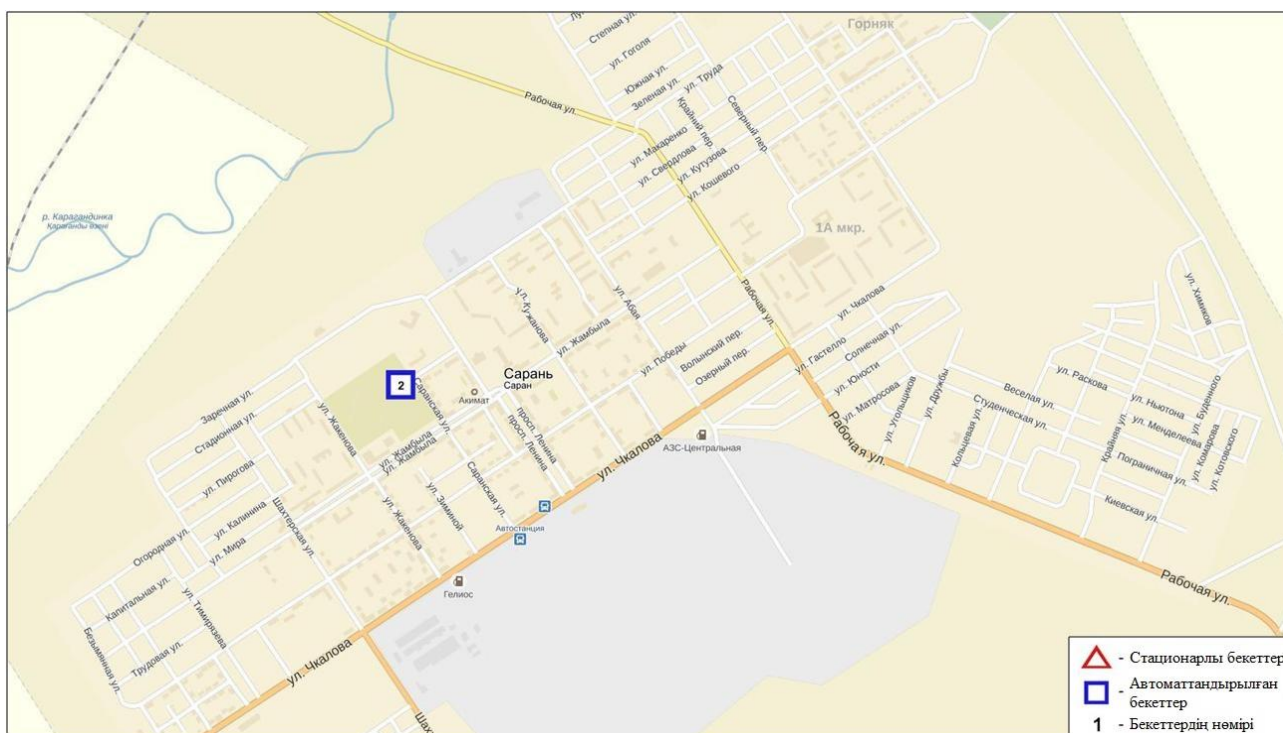 Горняк
Степная ул.
ул. Гоголя
Южная ул.
Зеленая ул.
ул. Труда
Рабочая ул.
Крайний пер.
Северный пер.
ул. Макаренко
ул. Свердлова
ул. Кутузова
ул. Кошевого
р. Карагандинка
Қарағанды өзені
1А мкр.
ул. Химиков
ул. Кужанова
ул. Абая
Рабочая ул.
ул. Жамбыла
ул. Чкалова
ул. Победы
Волынский пер.
Озерный пер.
ул. Гастелло
Солнечная ул.
ул. Юности
ул. Матросова
ул. Угольщиков
ул. Дружбы
Веселая ул.
Студенческая ул.
Кольцевая ул.
ул. Раскова
ул. Ньютона
ул. Буденного
ул. Менделеева
Крайняя ул.
ул. Комарова
ул. Котовского
Пограничная ул.
Киевская ул.
2
Сарань
Саран
Акимат
Заречная ул.
Стадионная ул.
ул. Жакенова
Саранская ул.
ул. Жамбыла
ул. Жамбыла
просп. Ленина
просп. Ленина
ул. Чкалова
АЗС-Центральная
Рабочая ул.
ул. Пирогова
Шахтерская ул.
ул. Зиминой
Саранская ул.
ул. Калинина
Огородная ул.
ул. Мира
ул. Жакенова
Автостанция
Гелиос
Капитальная ул.
ул. Тимирязева
Безымянная ул.
Трудовая ул.
ул. Чкалова
Рабочая ул.
- Стационарлы бекеттер
- Автоматтандырылған
бекеттер
1 - Бекеттердің нөмірі